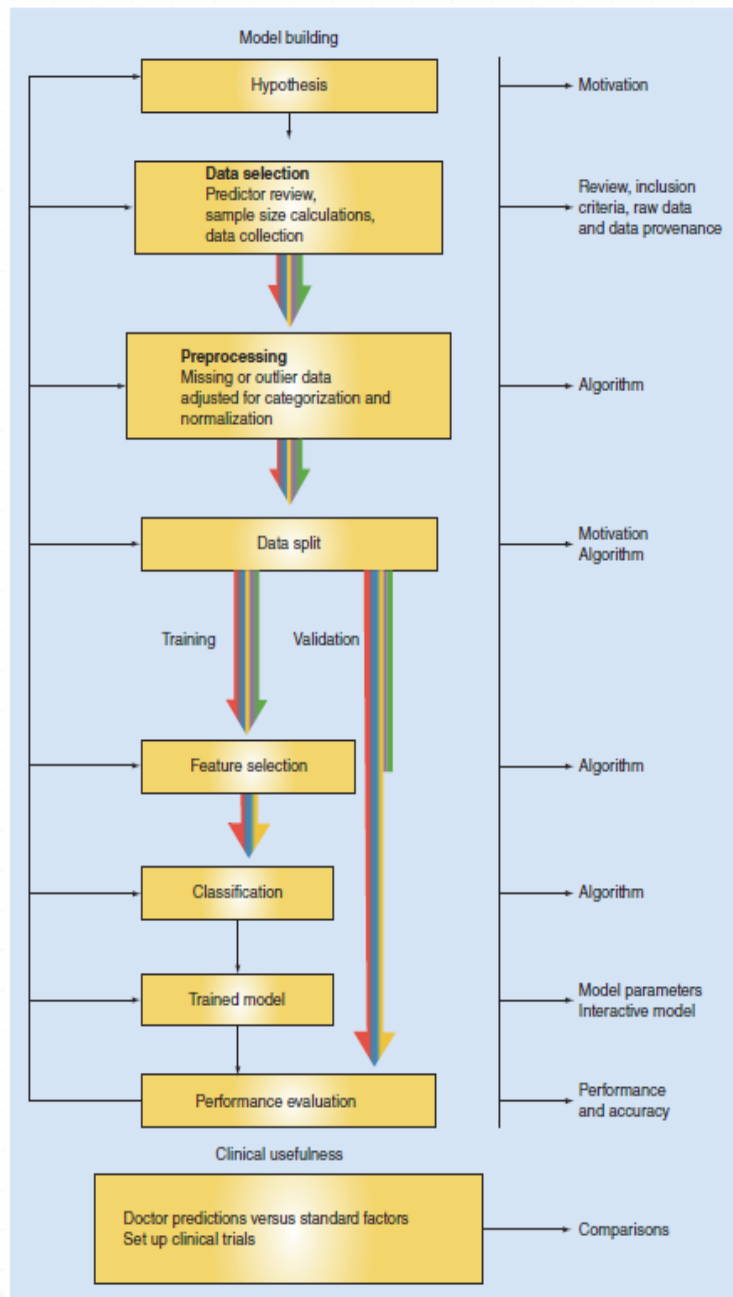 Model building
Hypothesis
Motivation
Data selection
Predictor review,
sample size calculations,
data collection
Review, inclusion
criteria, raw data
and data provenance
Preprocessing
Missing or outlier data
adjusted for categorization and
normalization
Algorithm
Data split
Motivation
Algorithm
Training
Validation
Feature selection
Algorithm
Classification
Algorithm
Trained model
Model parameters
Interactive model
Performance evaluation
Performance
and accuracy
Clinical usefulness
Doctor predictions versus standard factors
Set up clinical trials
Comparisons